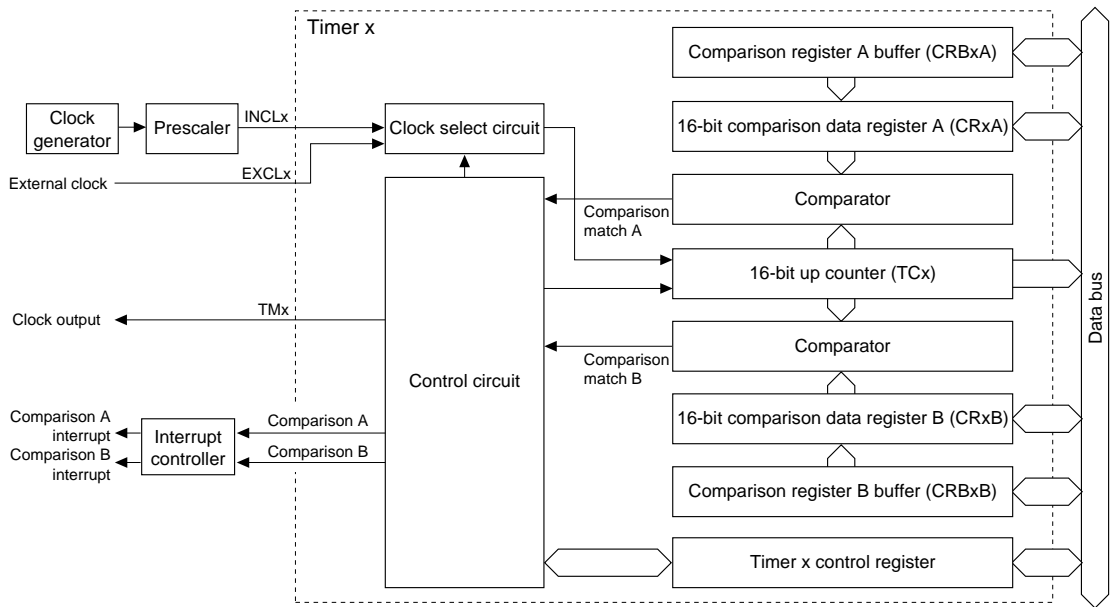 Timer x
Comparison register A buffer (CRBxA)
Clock
generator
Prescaler
INCLx
Clock select circuit
16-bit comparison data register A (CRxA)
External clock
EXCLx
Comparison
match A
Comparator
16-bit up counter (TCx)
Clock output
TMx
Comparison
match B
Comparator
Control circuit
Data bus
Comparison A
interrupt
Comparison B
interrupt
Interrupt
controller
Comparison A
Comparison B
16-bit comparison data register B (CRxB)
Comparison register B buffer (CRBxB)
Timer x control register